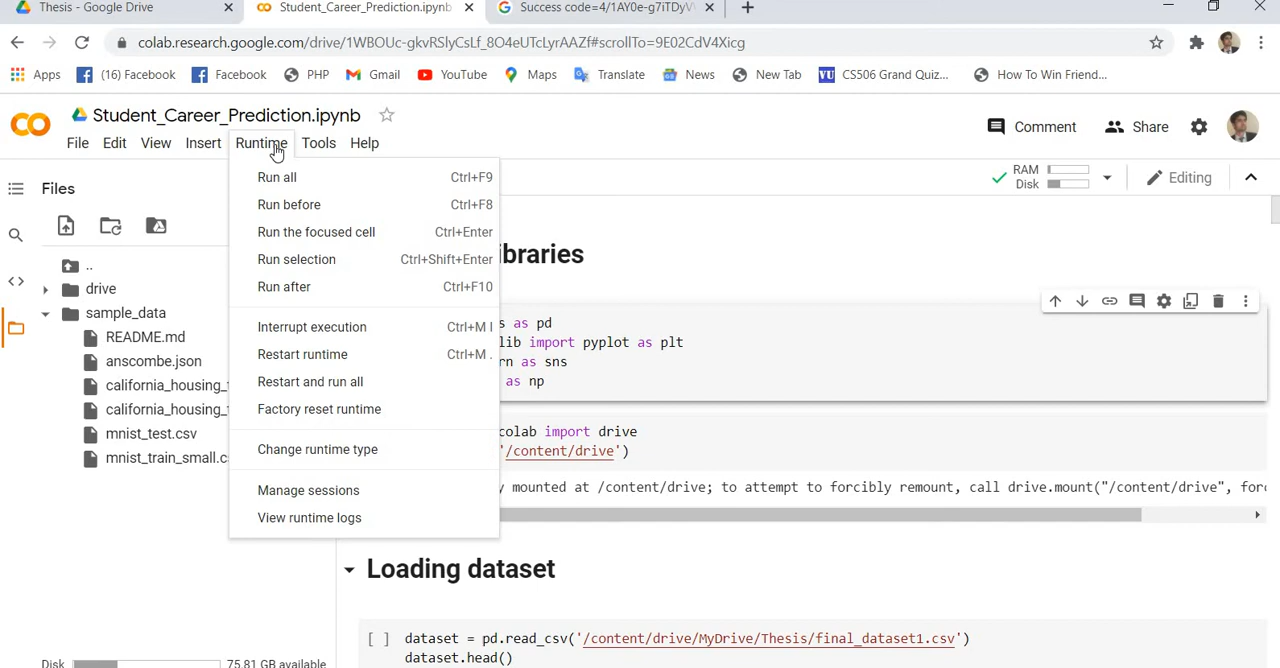 Thesis - Google Drive
Student_Career_Prediction.ipynb
Success code=4/1AY0e-g7iTDyV
colab.research.google.com/drive/1WBOUc-gkvRSlyCsLf_8O4eUTcLyrAAZf#scrollTo=9E02CdV4Xicg
Apps (16) Facebook Facebook PHP Gmail YouTube Maps Translate News New Tab VU CS506 Grand Quiz... How To Win Friend...
Student_Career_Prediction.ipynb
File Edit View Insert Runtime Tools Help
Comment Share
RAM
Disk
Editing
Files
Run all Ctrl+F9
Run before Ctrl+F8
Run the focused cell Ctrl+Enter
Run selection Ctrl+Shift+Enter
Run after Ctrl+F10
Interrupt execution Ctrl+M I
Restart runtime Ctrl+M .
Restart and run all
Factory reset runtime
Change runtime type
Manage sessions
View runtime logs
..
drive
sample_data
README.md
anscombe.json
california_housing_
california_housing_
mnist_test.csv
mnist_train_small.c
Disk 75.81 GB available
ibraries
s as pd
lib import pyplot as plt
rn as sns
as np
colab import drive
'/content/drive')
y mounted at /content/drive; to attempt to forcibly remount, call drive.mount("/content/drive", forc
Loading dataset
[ ] dataset = pd.read_csv('/content/drive/MyDrive/Thesis/final_dataset1.csv')
dataset.head()